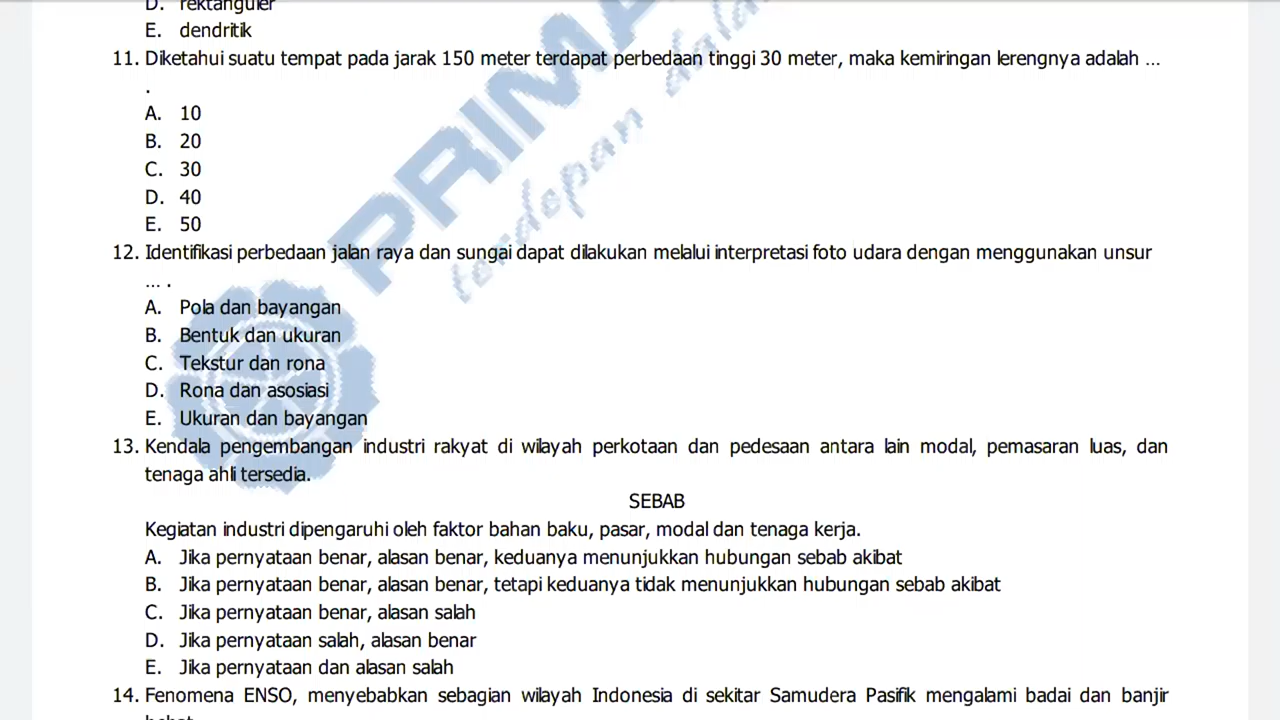 D. rektanguler
E. dendritik
11. Diketahui suatu tempat pada jarak 150 meter terdapat perbedaan tinggi 30 meter, maka kemiringan lerengnya adalah ...
.
A. 10
B. 20
C. 30
D. 40
E. 50
12. Identifikasi perbedaan jalan raya dan sungai dapat dilakukan melalui interpretasi foto udara dengan menggunakan unsur
... .
A. Pola dan bayangan
B. Bentuk dan ukuran
C. Tekstur dan rona
D. Rona dan asosiasi
E. Ukuran dan bayangan
13. Kendala pengembangan industri rakyat di wilayah perkotaan dan pedesaan antara lain modal, pemasaran luas, dan
tenaga ahli tersedia.
SEBAB
Kegiatan industri dipengaruhi oleh faktor bahan baku, pasar, modal dan tenaga kerja.
A. Jika pernyataan benar, alasan benar, keduanya menunjukkan hubungan sebab akibat
B. Jika pernyataan benar, alasan benar, tetapi keduanya tidak menunjukkan hubungan sebab akibat
C. Jika pernyataan benar, alasan salah
D. Jika pernyataan salah, alasan benar
E. Jika pernyataan dan alasan salah
14. Fenomena ENSO, menyebabkan sebagian wilayah Indonesia di sekitar Samudera Pasifik mengalami badai dan banjir
PRIMA
terdepan dalam